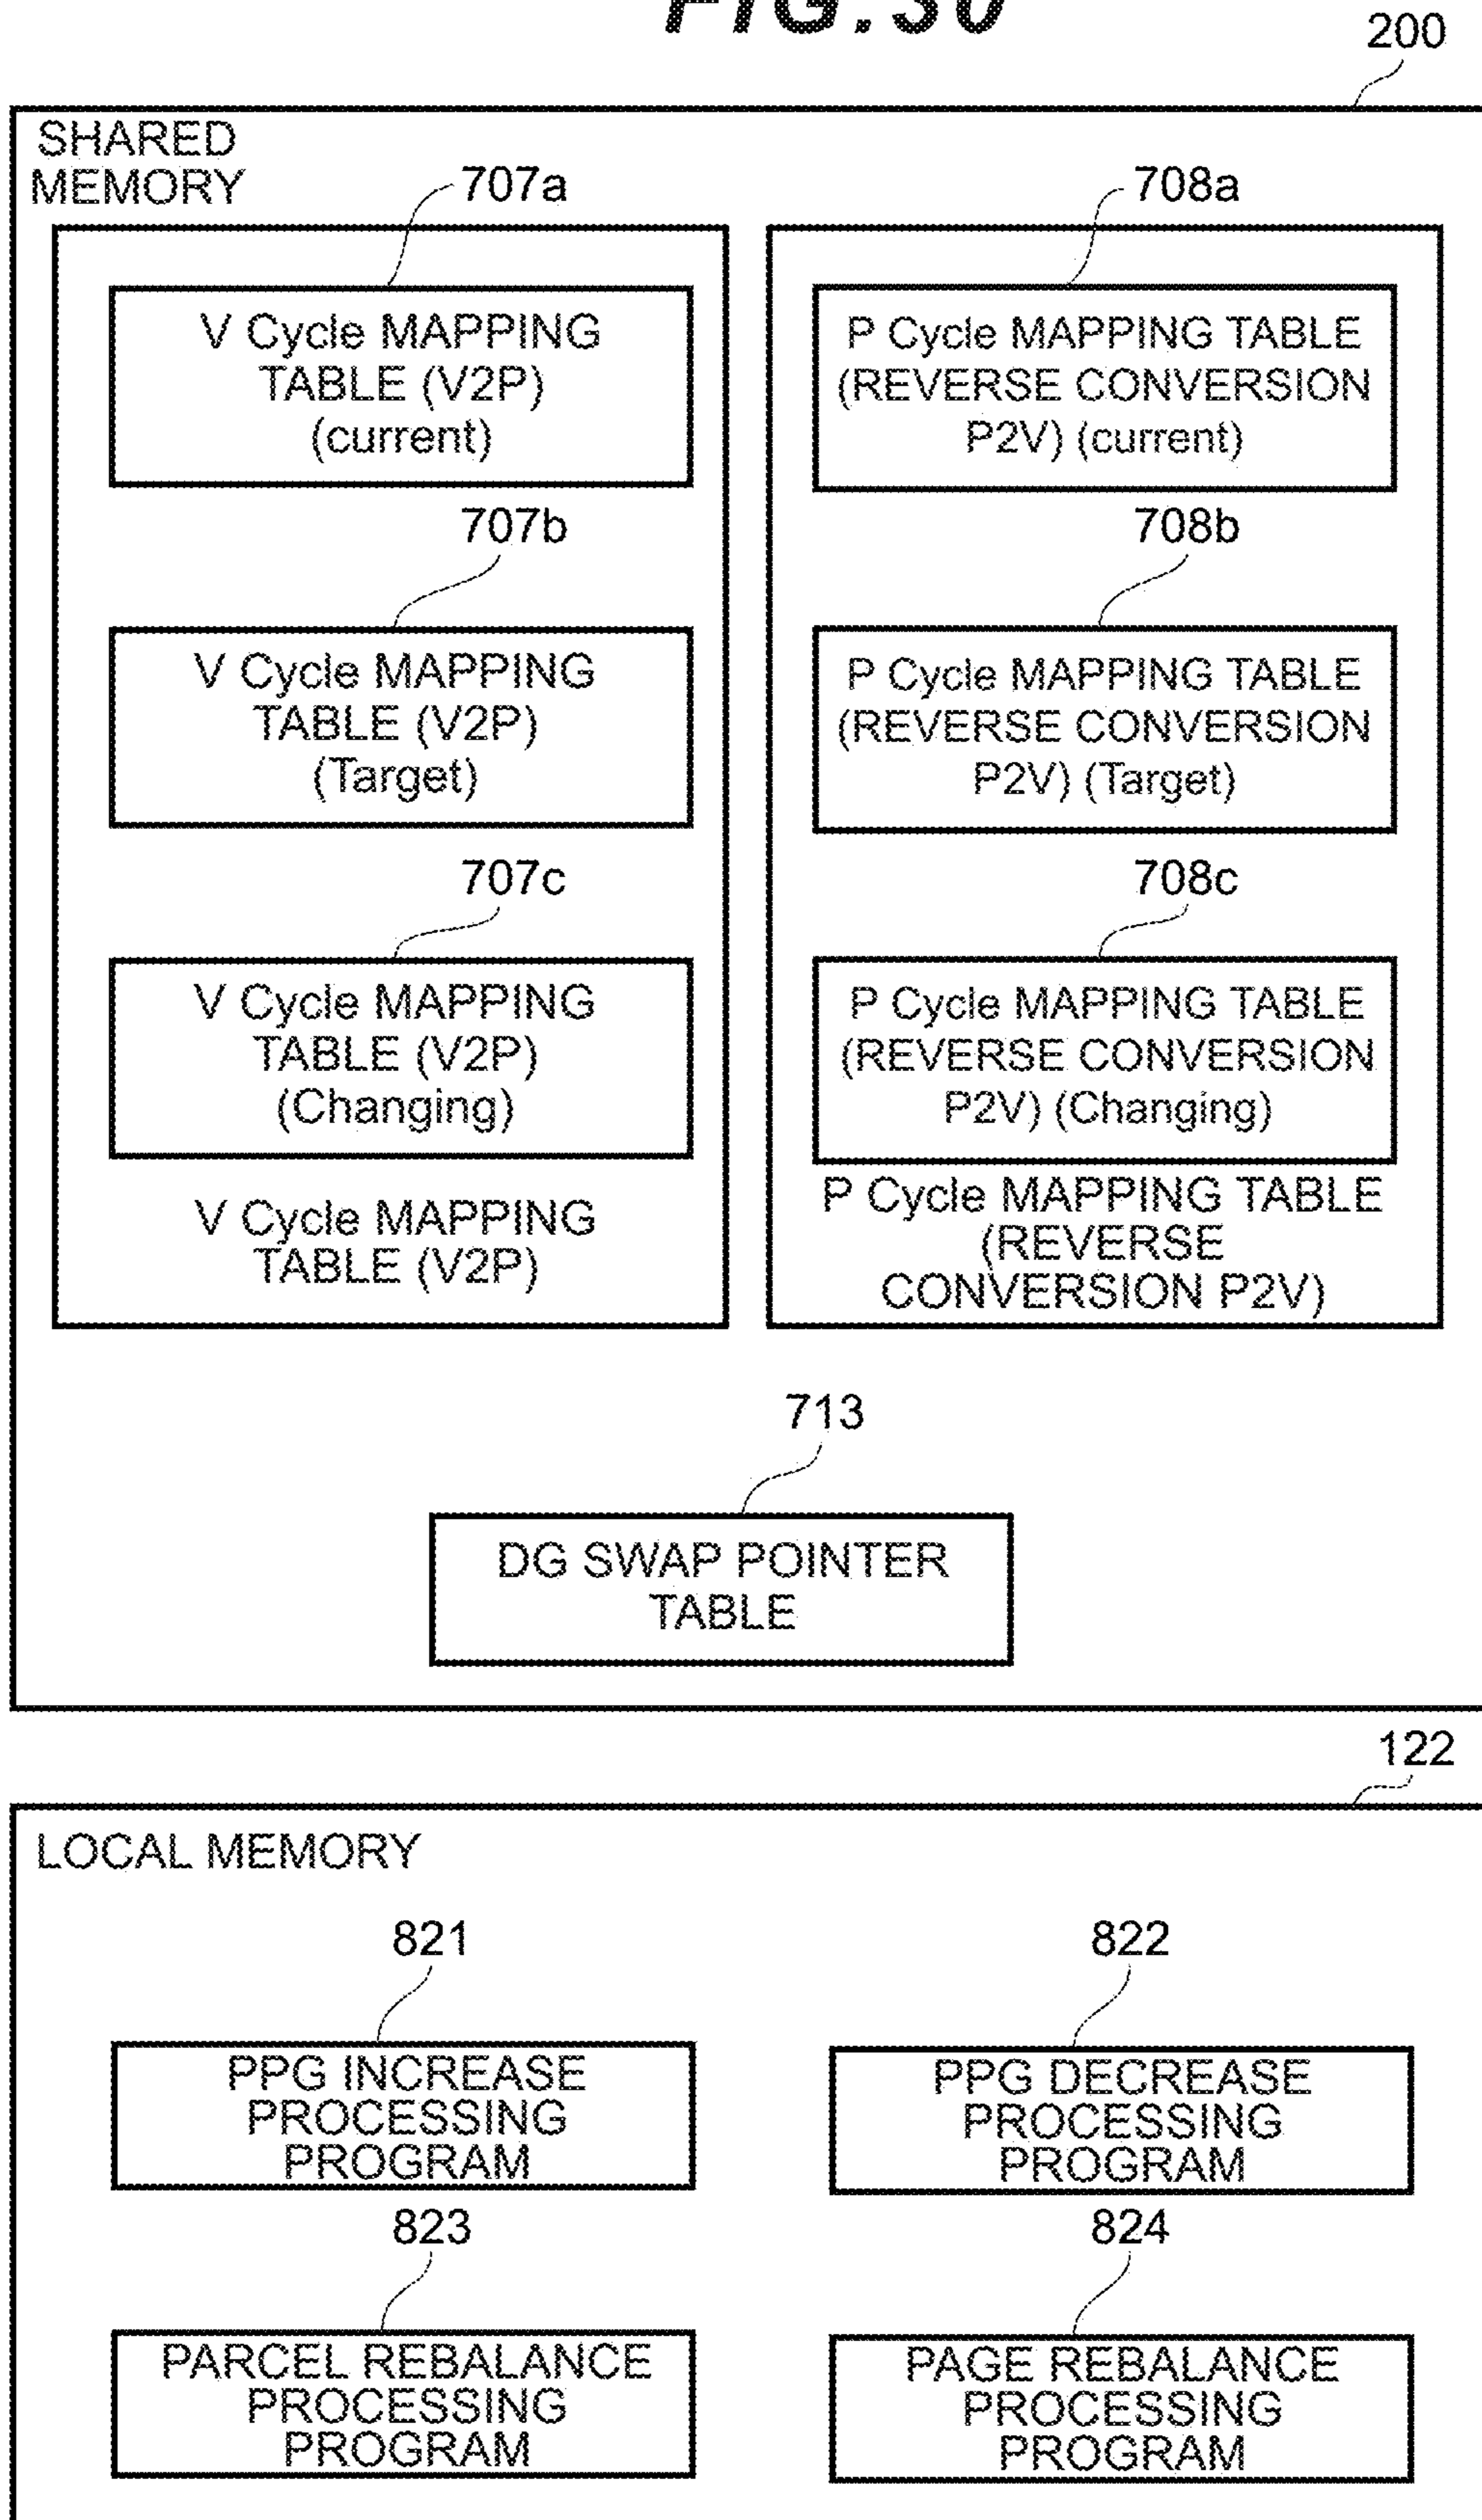 FIG.30
200
SHARED
MEMORY
707a
708a
V Cycle MAPPING
TABLE (V2P)
(current)
P Cycle MAPPING TABLE
(REVERSE CONVERSION
P2V) (current)
707b
708b
V Cycle MAPPING
TABLE (V2P)
(Target)
P Cycle MAPPING TABLE
(REVERSE CONVERSION
P2V) (Target)
707c
708c
V Cycle MAPPING
TABLE (V2P)
(Changing)
P Cycle MAPPING TABLE
(REVERSE CONVERSION
P2V) (Changing)
V Cycle MAPPING
TABLE (V2P)
P Cycle MAPPING TABLE
(REVERSE
CONVERSION P2V)
713
DG SWAP POINTER
TABLE
122
LOCAL MEMORY
821
822
PPG INCREASE
PROCESSING
PROGRAM
PPG DECREASE
PROCESSING
PROGRAM
823
824
PARCEL REBALANCE
PROCESSING
PROGRAM
PAGE REBALANCE
PROCESSING
PROGRAM